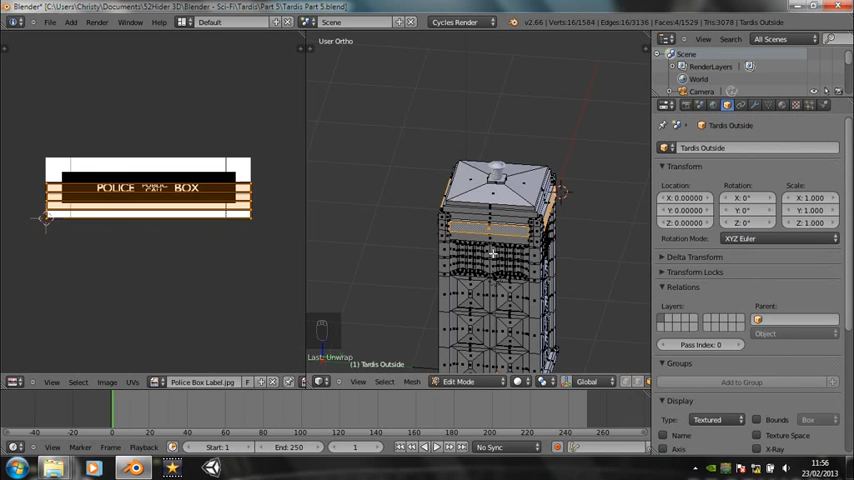 Blender* [C:\Users\Christy\Documents\52Hider 3D\Blender - Sci-Fi\Tardis\Part 5\Tardis Part 5.blend]
File Render Window Help Default Scene Cycles Render v2.66 | Verts:16/1584 | Edges:16/3136 | Faces:4/1529 | Tris:3078 | Tardis Outside
View Search All Scenes
User Ortho
Scene
RenderLayers
World
Camera
Tardis Outside
Tardis Outside
Transform
Location: Rotation: Scale:
X: 0.00000 X: 0° X: 1.000
Y: 0.00000 Y: 0° Y: 1.000
Z: 0.00000 Z: 0° Z: 1.000
Rotation Mode: XYZ Euler
Delta Transform
Transform Locks
Relations
Layers: Parent:
Object
Pass Index: 0
Groups
Add to Group
Display
Type: Textured Bounds Box
Name Texture Space
Axis X-Ray
POLICE BOX
Last: Unwrap
(1) Tardis Outside
View Select Image UVs Police Box Label.jpg F
View Select Mesh Edit Mode Global
-40 -20 0 20 40 60 80 100 120 140 160 180 200 220 240 260
View Marker Frame Playback Start: 1 End: 250 1 No Sync
11:56
23/02/2013